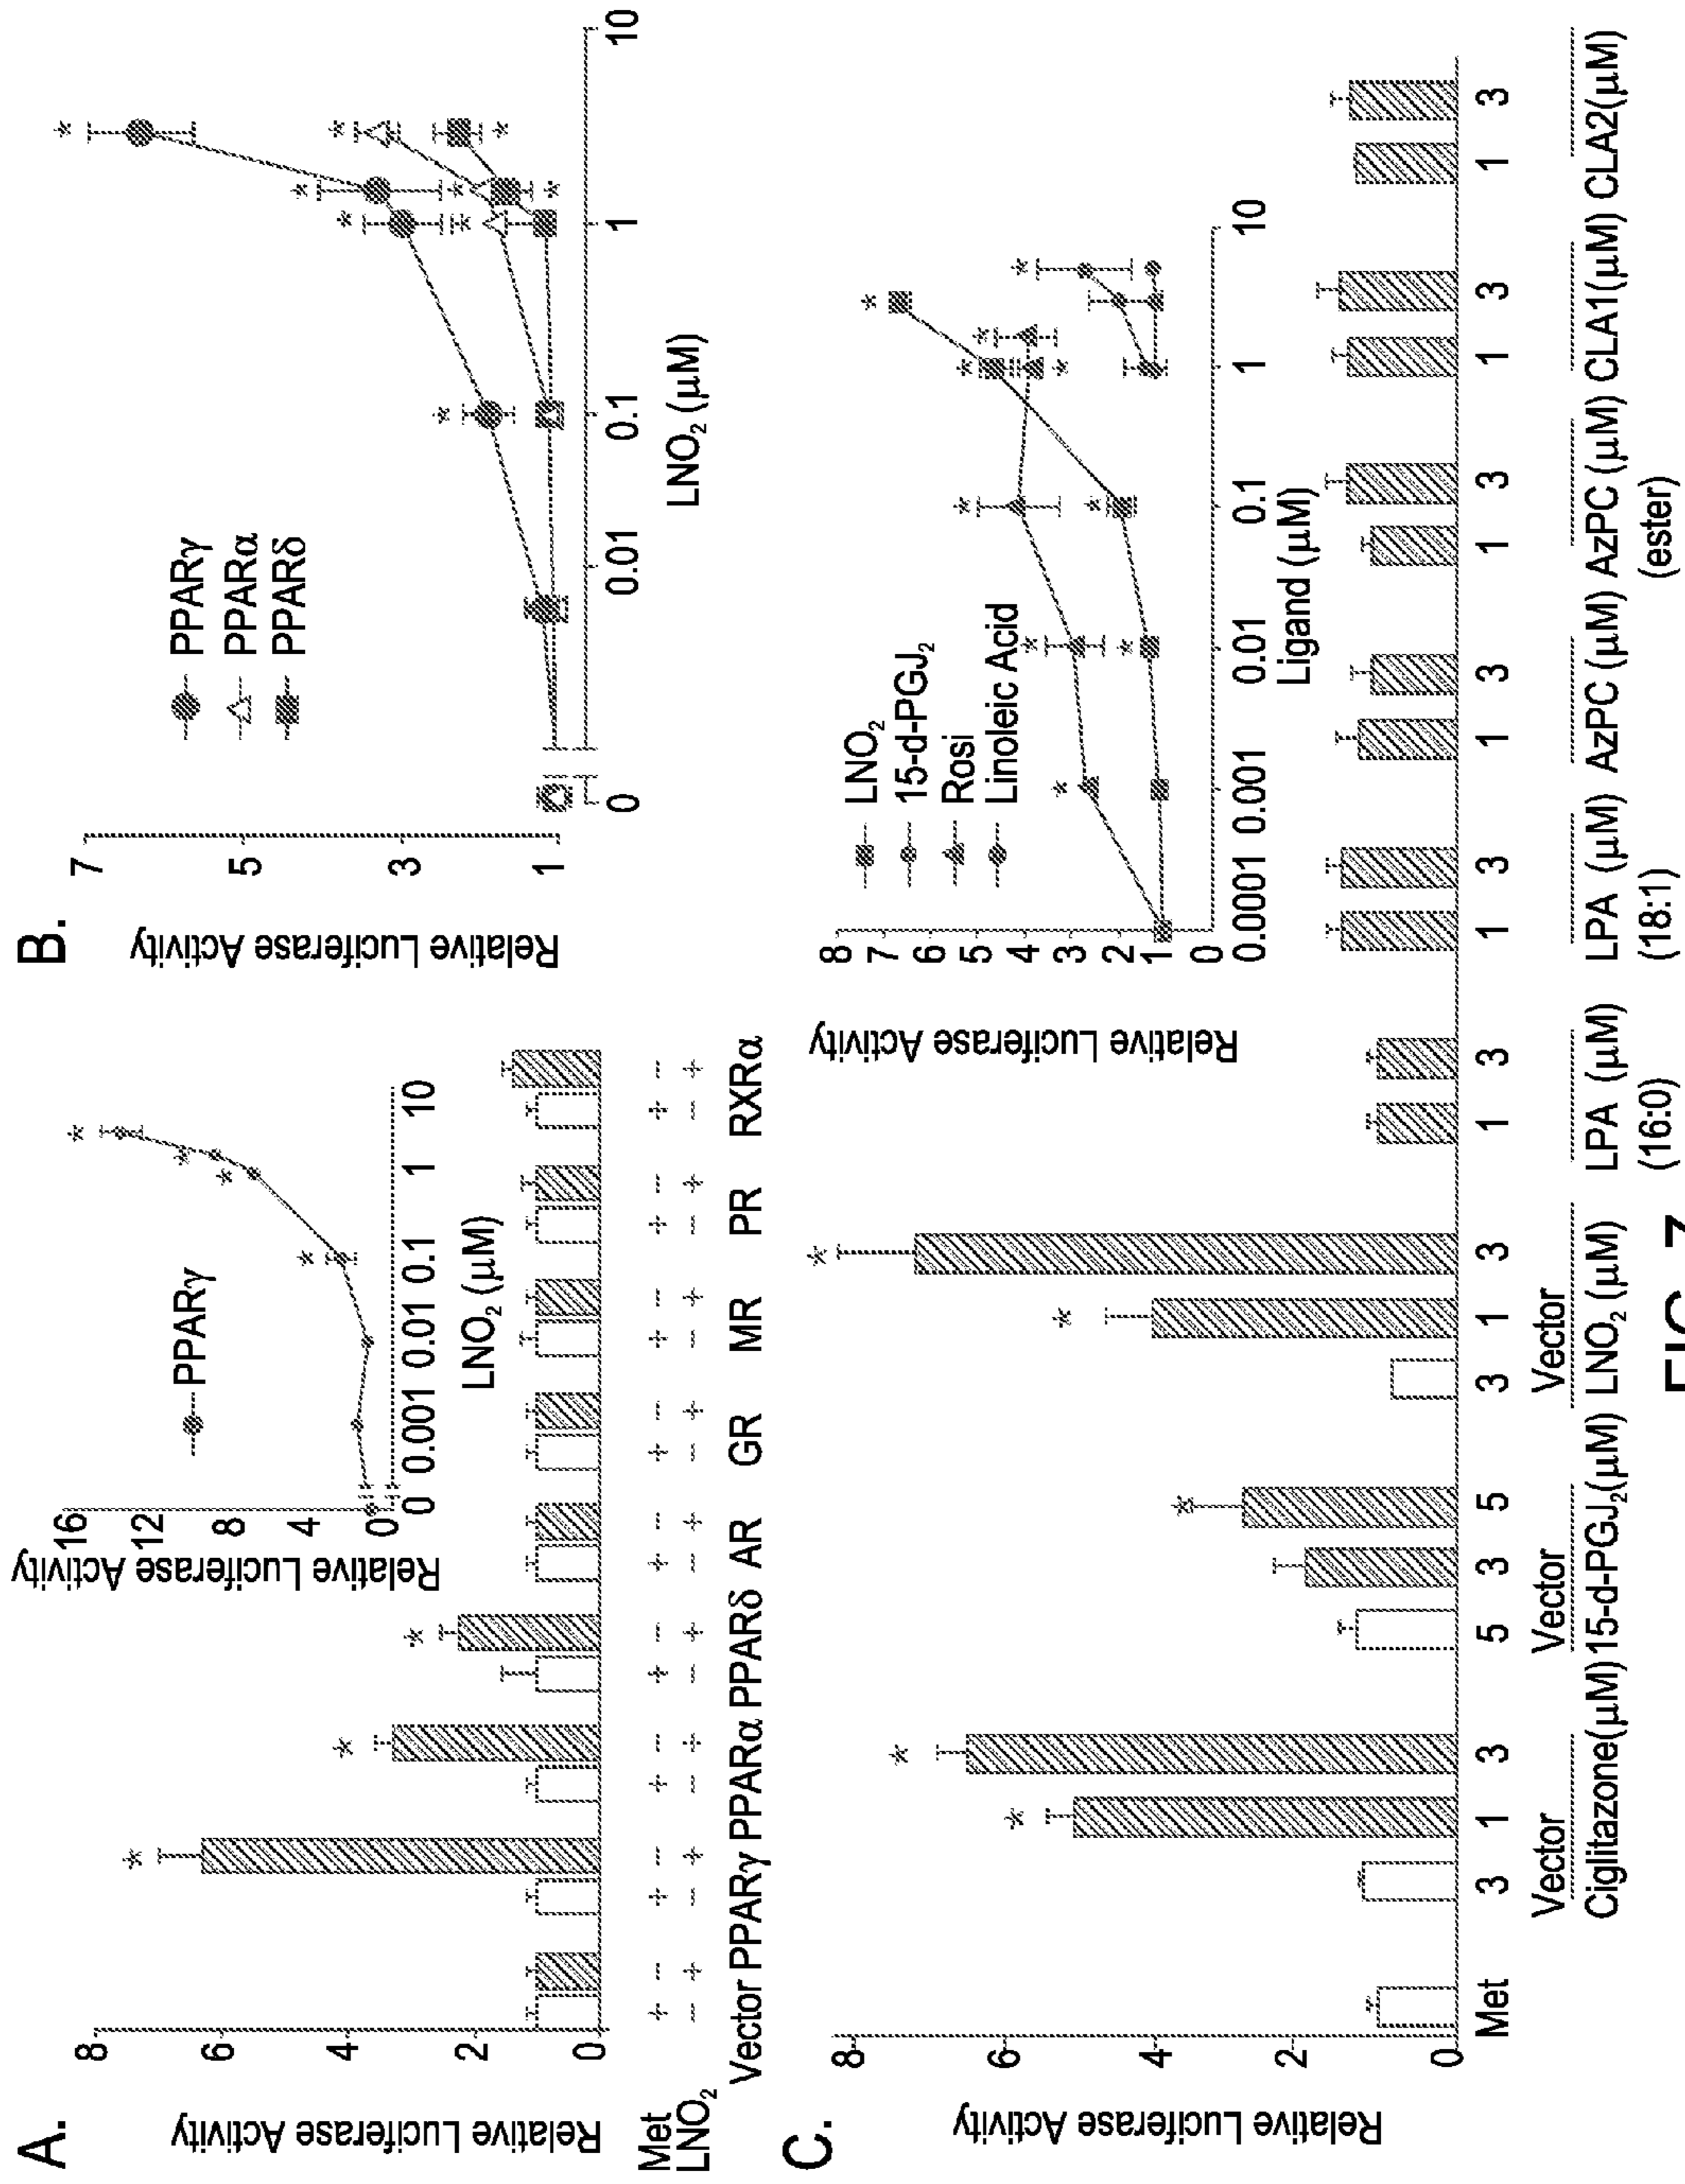 A.
Relative Luciferase Activity
8
6
4
2
0
Relative Luciferase Activity
16
12
8
4
0
PPARγ
0 0.001 0.01 0.1 1 10
LNO₂ (μM)
Met - + + - + - + - + - + - + - + - + -
LNO₂ - + - + - + - + - + - + - + - + - +
Vector PPARγ PPARα PPARδ AR GR MR PR RXRα
B.
Relative Luciferase Activity
7
5
3
1
PPARγ
PPARα
PPARδ
0 0.01 0.1 1 10
LNO₂ (μM)
C.
Relative Luciferase Activity
8
6
4
2
0
Relative Luciferase Activity
8
7
6
5
4
3
2
1
0
LNO₂
15-d-PGJ₂
Rosi
Linoleic Acid
0.0001 0.001 0.01 0.1 1 10
Ligand (μM)
Met 3 1 3 5 3 5 3 1 3 1 3 1 3 1 3 1 3 1 3 1 3
Vector Vector Vector
Ciglitazone(μM) 15-d-PGJ₂(μM) LNO₂ (μM) LPA (μM) LPA (μM) AzPC (μM) AzPC (μM) CLA1(μM) CLA2(μM)
(16:0) (18:1) (ester)